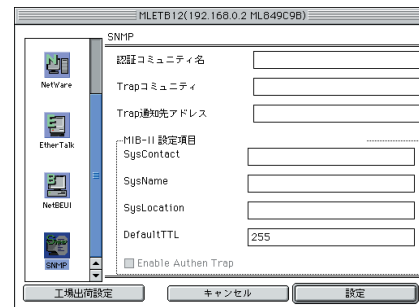 MLETB12(192.168.0.2 ML849C9B)
NetWare
EtherTalk
NetBEUI
SNMP
SNMP
認証コミュニティ名
Trapコミュニティ
Trap通知先アドレス
MIB-II 設定項目
SysContact
SysName
SysLocation
DefaultTTL
255
Enable Authen Trap
工場出荷設定
キャンセル
設定